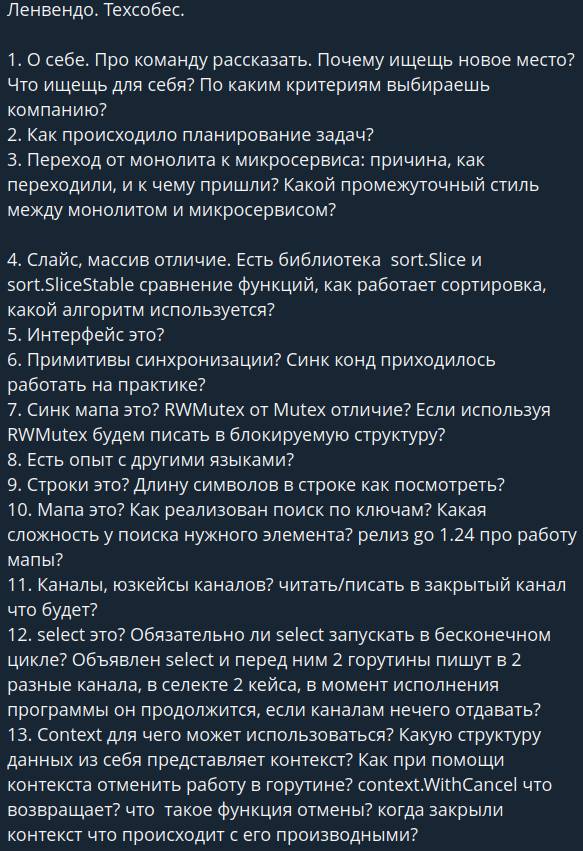 Ленвендо. Техсобес.
1. О себе. Про команду рассказать. Почему ищещь новое место?
Что ищещь для себя? По каким критериям выбираешь
компанию?
2. Как происходило планирование задач?
3. Переход от монолита к микросервиса: причина, как
переходили, и к чему пришли? Какой промежуточный стиль
между монолитом и микросервисом?
4. Слайс, массив отличие. Есть библиотека  sort.Slice и
sort.SliceStable сравнение функций, как работает сортировка,
какой алгоритм используется?
5. Интерфейс это?
6. Примитивы синхронизации? Синк конд приходилось
работать на практике?
7. Синк мапа это? RWMutex от Mutex отличие? Если используя
RWMutex будем писать в блокируемую структуру?
8. Есть опыт с другими языками?
9. Строки это? Длину символов в строке как посмотреть?
10. Мапа это? Как реализован поиск по ключам? Какая
сложность у поиска нужного элемента? релиз go 1.24 про работу
мапы?
11. Каналы, юзкейсы каналов? читать/писать в закрытый канал
что будет?
12. select это? Обязательно ли select запускать в бесконечном
цикле? Объявлен select и перед ним 2 горутины пишут в 2
разные канала, в селекте 2 кейса, в момент исполнения
программы он продолжится, если каналам нечего отдавать?
13. Context для чего может использоваться? Какую структуру
данных из себя представляет контекст? Как при помощи
контекста отменить работу в горутине? context.WithCancel что
возвращает? что  такое функция отмены? когда закрыли
контекст что происходит с его производными?